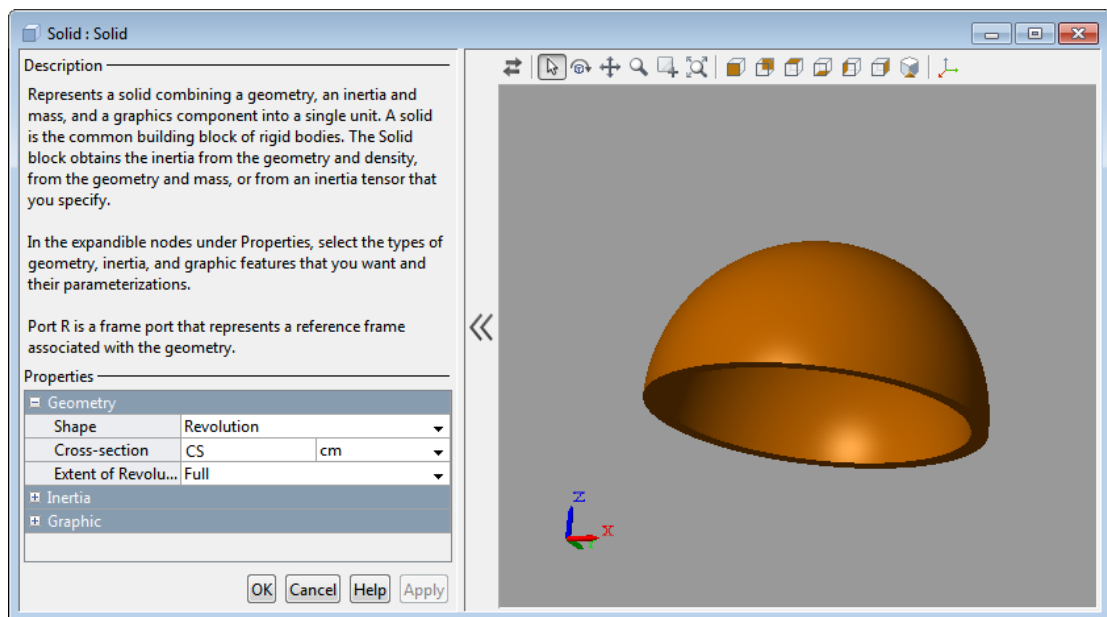 Solid : Solid
Description
Represents a solid combining a geometry, an inertia and
mass, and a graphics component into a single unit. A solid
is the common building block of rigid bodies. The Solid
block obtains the inertia from the geometry and density,
from the geometry and mass, or from an inertia tensor that
you specify.
In the expandible nodes under Properties, select the types of
geometry, inertia, and graphic features that you want and
their parameterizations.
Port R is a frame port that represents a reference frame
associated with the geometry.
Properties
Geometry
Shape Revolution
Cross-section CS cm
Extent of Revolu... Full
Inertia
Graphic
OK Cancel Help Apply
Z
X
Y